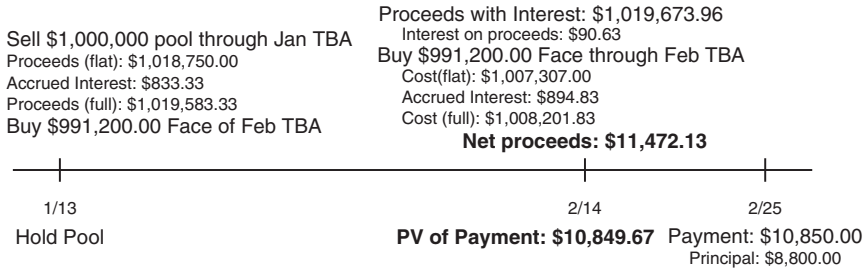 Sell $1,000,000 pool through Jan TBA
Proceeds (flat): $1,018,750.00
Accrued Interest: $833.33
Proceeds (full): $1,019,583.33
Buy $991,200.00 Face of Feb TBA
Proceeds with Interest: $1,019,673.96
Interest on proceeds: $90.63
Buy $991,200.00 Face through Feb TBA
Cost(flat): $1,007,307.00
Accrued Interest: $894.83
Cost (full): $1,008,201.83
Net proceeds: $11,472.13
1/13
2/14
2/25
Hold Pool
PV of Payment: $10,849.67
Payment: $10,850.00
Principal: $8,800.00